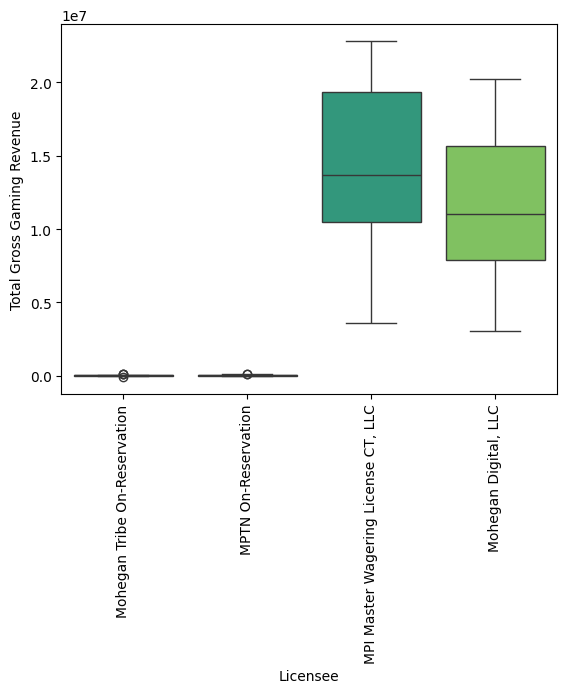 1e7
Total Gross Gaming Revenue
2.0
1.5
1.0
0.5
0.0
Mohegan Tribe On-Reservation
MPTN On-Reservation
MPI Master Wagering License CT, LLC
Mohegan Digital, LLC
Licensee